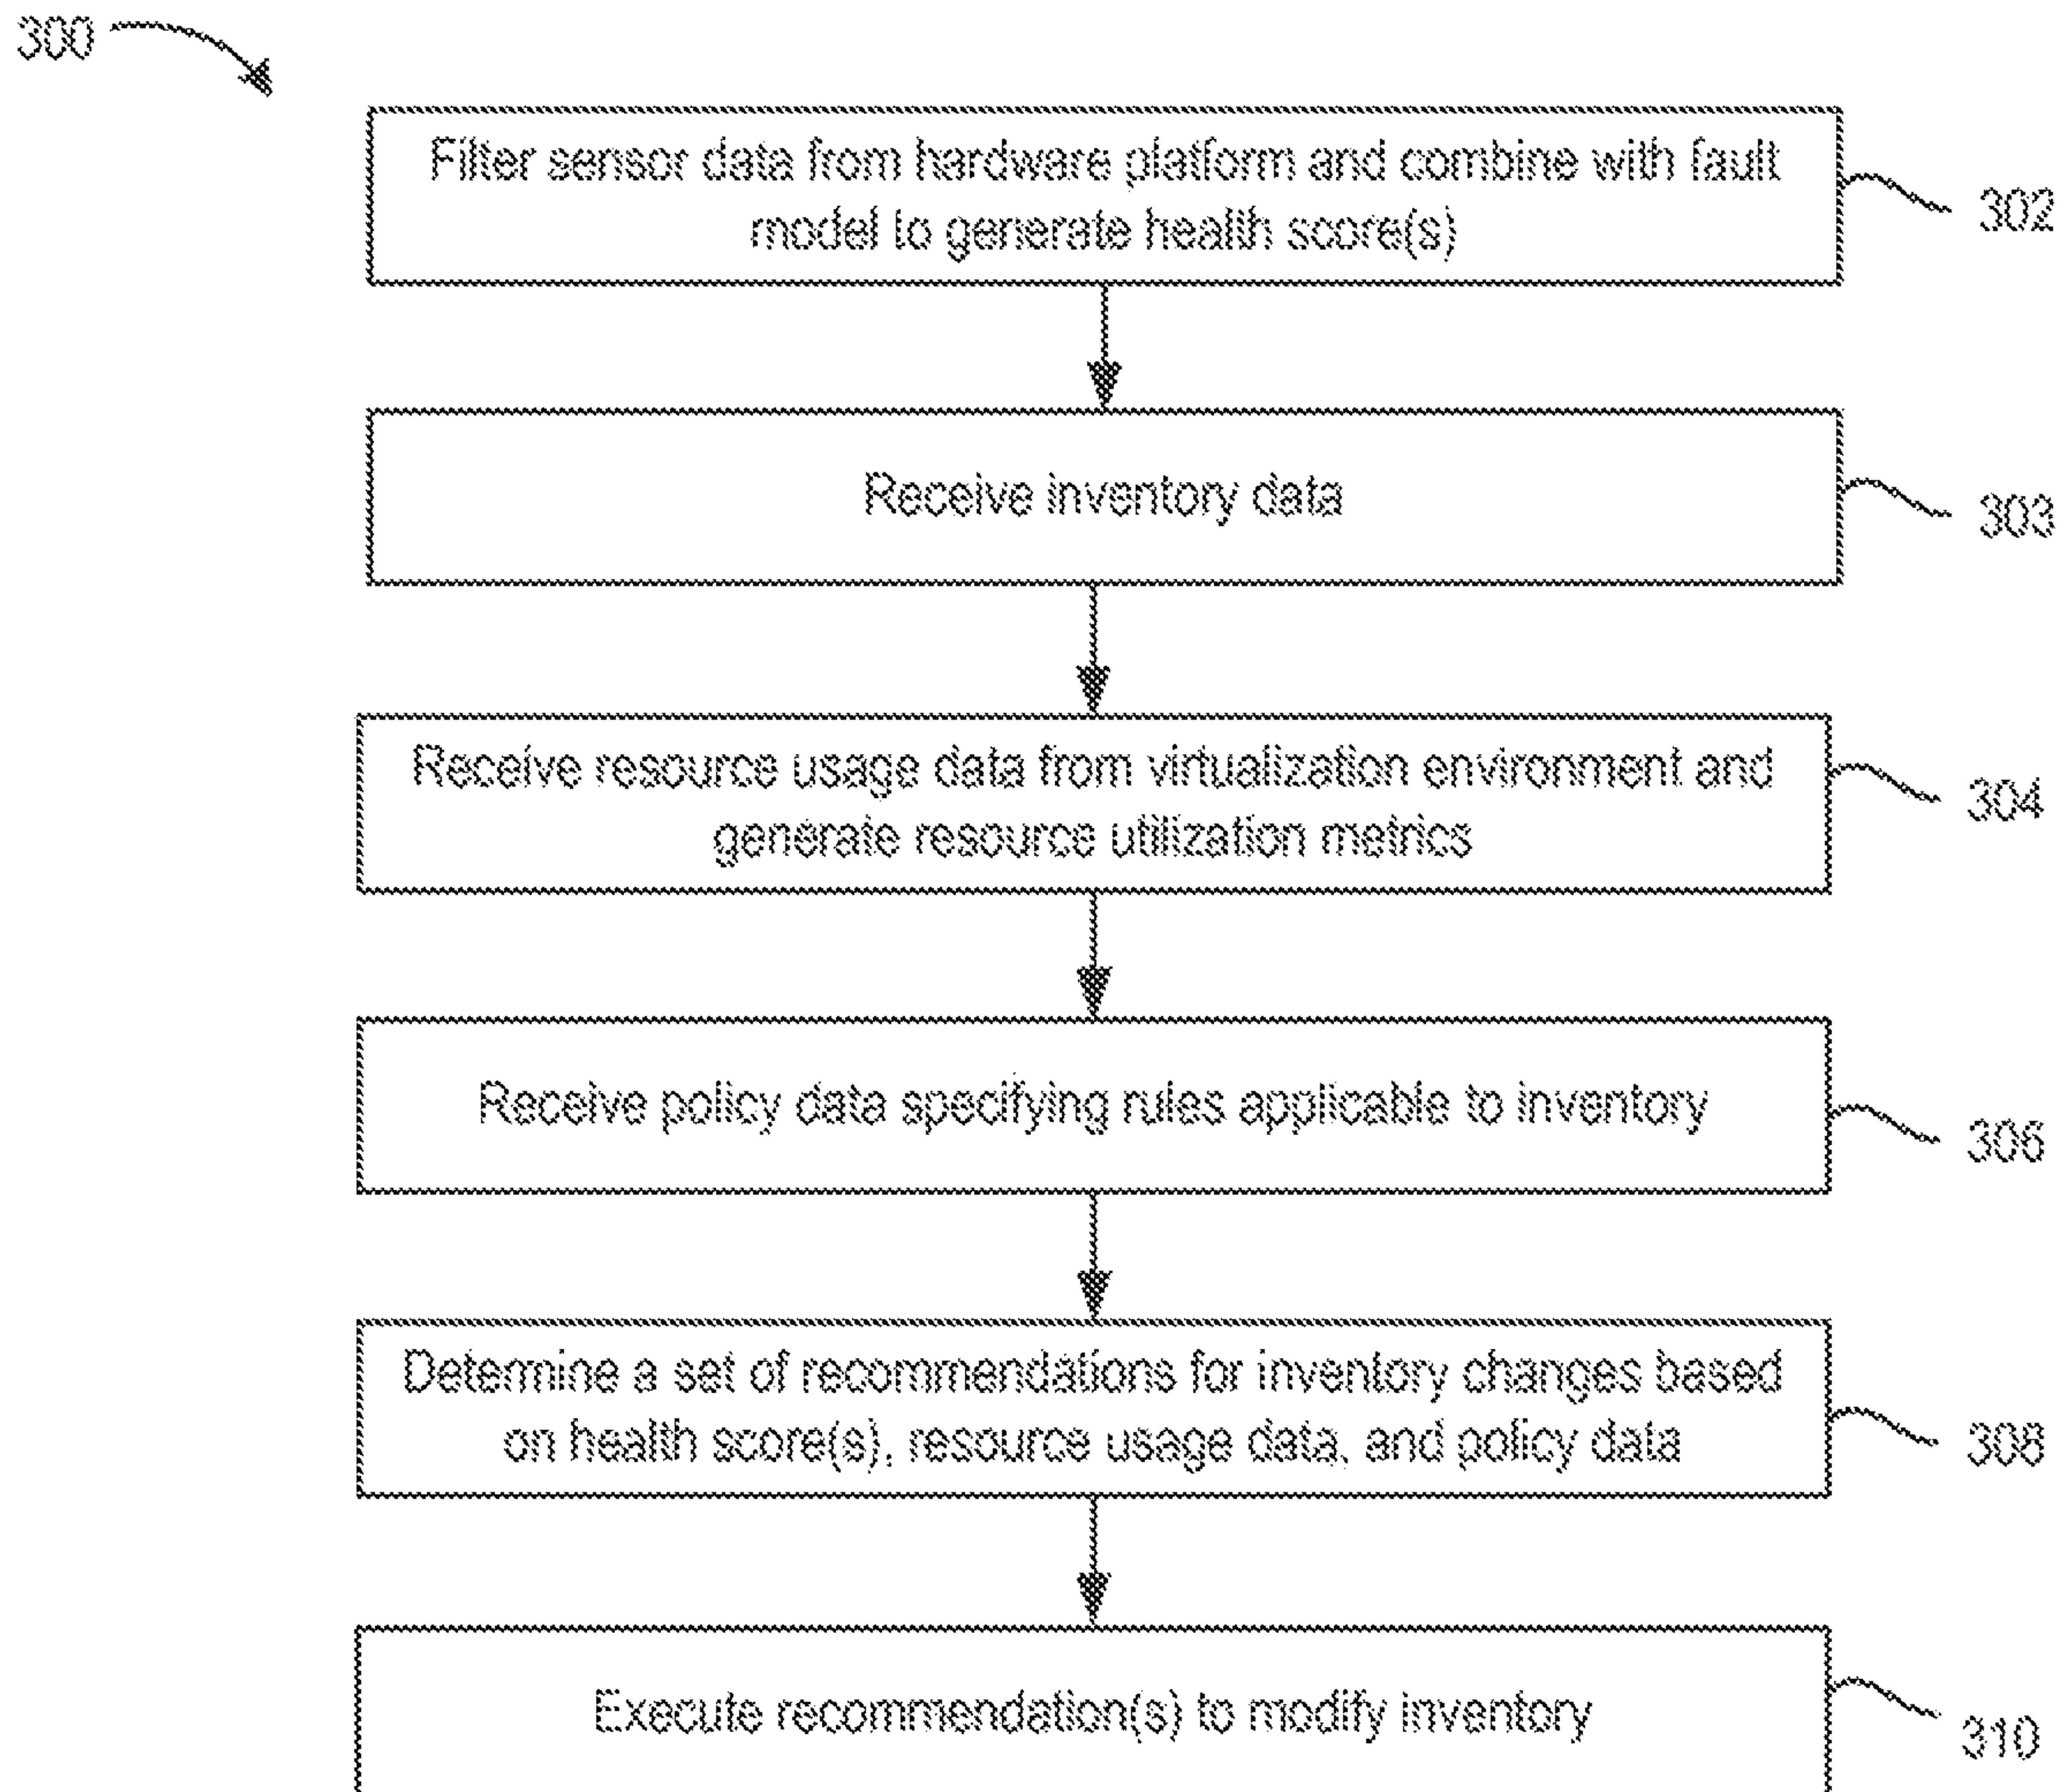 300
Filter sensor data from hardware platform and combine with fault
model to generate health score(s)
302
Receive inventory data
303
Receive resource usage data from virtualization environment and
generate resource utilization metrics
304
Receive policy data specifying rules applicable to inventory
306
Determine a set of recommendations for inventory changes based
on health score(s), resource usage data, and policy data
308
Execute recommendation(s) to modify inventory
310